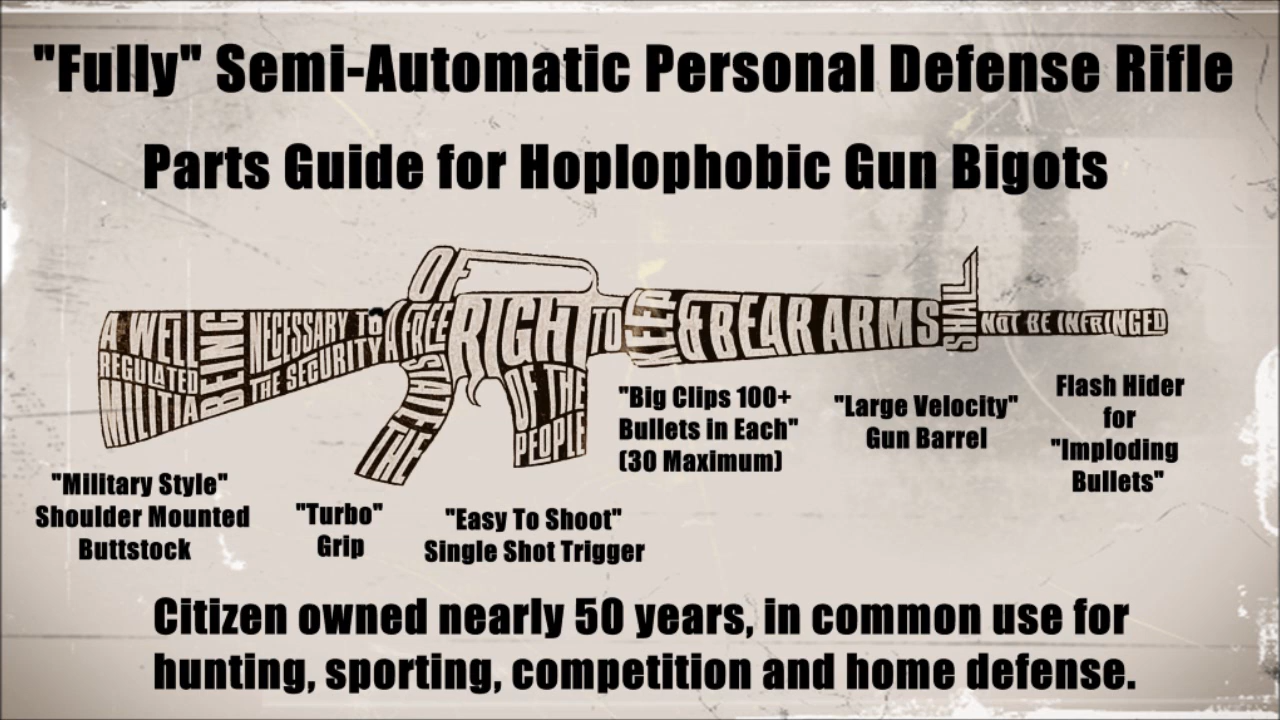 "Fully" Semi-Automatic Personal Defense Rifle
Parts Guide for Hoplophobic Gun Bigots
A WELL
REGULATED
MILITIA
BEING
NECESSARY TO
THE SECURITY
OF
A FREE
STATE
THE
RIGHT
OF THE
PEOPLE
TO
KEEP
& BEAR ARMS
SHALL
NOT BE INFRINGED
"Military Style"
Shoulder Mounted
Buttstock
"Turbo"
Grip
"Easy To Shoot"
Single Shot Trigger
"Big Clips 100+
Bullets in Each"
(30 Maximum)
"Large Velocity"
Gun Barrel
Flash Hider
for
"Imploding
Bullets"
Citizen owned nearly 50 years, in common use for
hunting, sporting, competition and home defense.